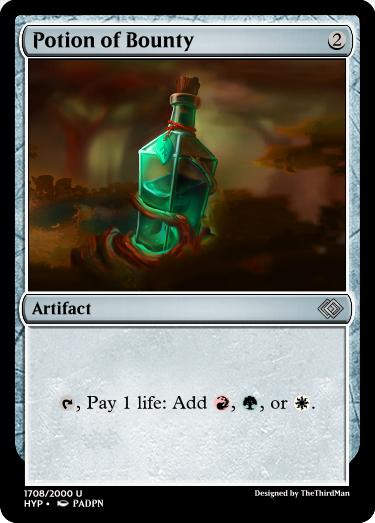 Potion of Bounty 2
Artifact
, Pay 1 life: Add , , or .
1708/2000 U
Designed by TheThirdMan
HYP • PADPN